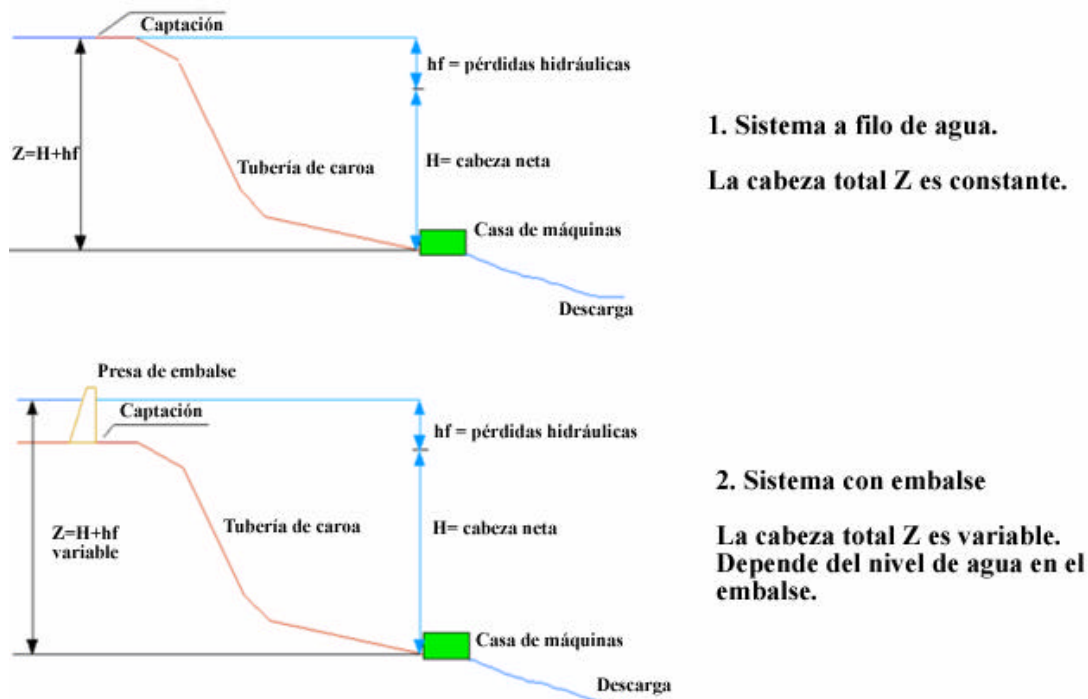 Captación
hf = pérdidas hidráulicas
Z=H+hf
Tubería de caroa
H= cabeza neta
Casa de máquinas
Descarga
1. Sistema a filo de agua.
La cabeza total Z es constante.
Presa de embalse
Captación
hf = pérdidas hidráulicas
Z=H+hf
variable
Tubería de caroa
H= cabeza neta
Casa de máquinas
Descarga
2. Sistema con embalse
La cabeza total Z es variable.
Depende del nivel de agua en el
embalse.